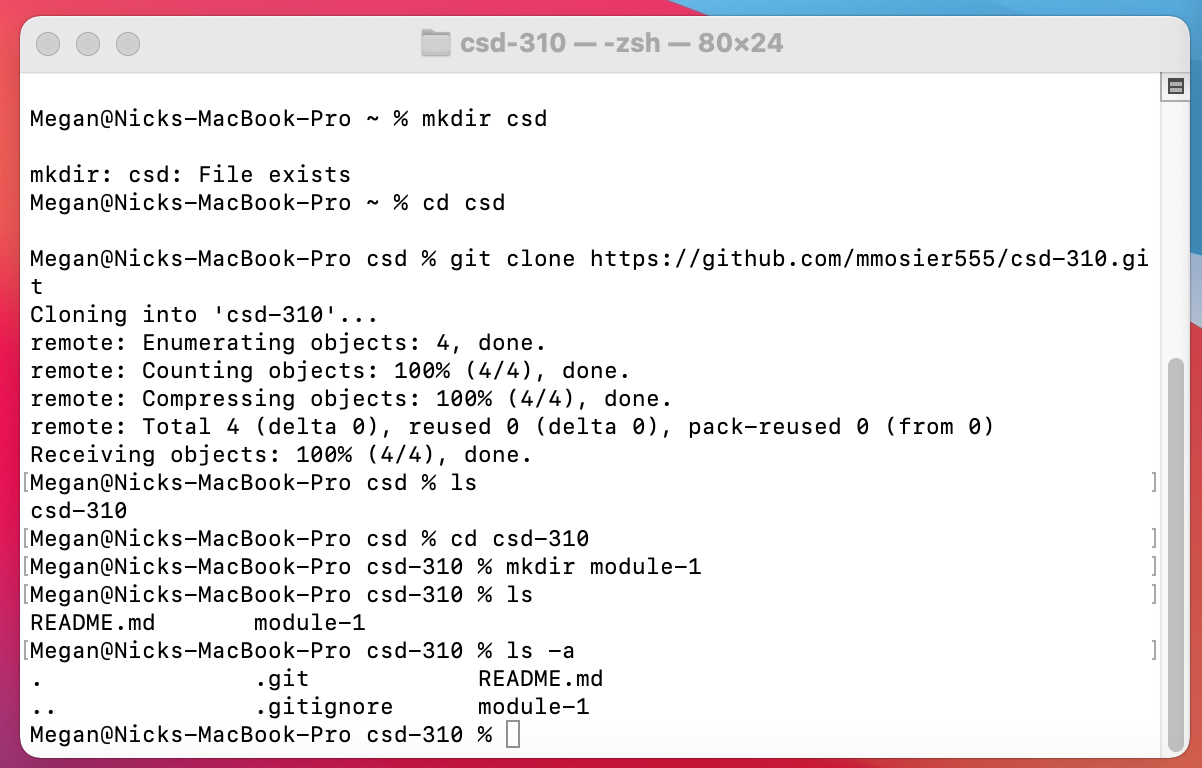 csd-310 — -zsh — 80×24
Megan@Nicks-MacBook-Pro ~ % mkdir csd
mkdir: csd: File exists
Megan@Nicks-MacBook-Pro ~ % cd csd
Megan@Nicks-MacBook-Pro csd % git clone https://github.com/mmosier555/csd-310.gi
t
Cloning into 'csd-310'...
remote: Enumerating objects: 4, done.
remote: Counting objects: 100% (4/4), done.
remote: Compressing objects: 100% (4/4), done.
remote: Total 4 (delta 0), reused 0 (delta 0), pack-reused 0 (from 0)
Receiving objects: 100% (4/4), done.
[Megan@Nicks-MacBook-Pro csd % ls ]
csd-310
[Megan@Nicks-MacBook-Pro csd % cd csd-310 ]
[Megan@Nicks-MacBook-Pro csd-310 % mkdir module-1 ]
[Megan@Nicks-MacBook-Pro csd-310 % ls ]
README.md module-1
[Megan@Nicks-MacBook-Pro csd-310 % ls -a ]
. .git README.md
.. .gitignore module-1
Megan@Nicks-MacBook-Pro csd-310 %